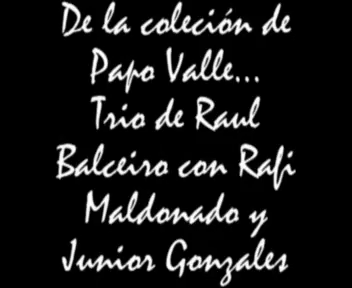 De la coleción de
Papo Valle...
Trio de Raul
Balceiro con Rafi
Maldonado y
Junior Gonzales